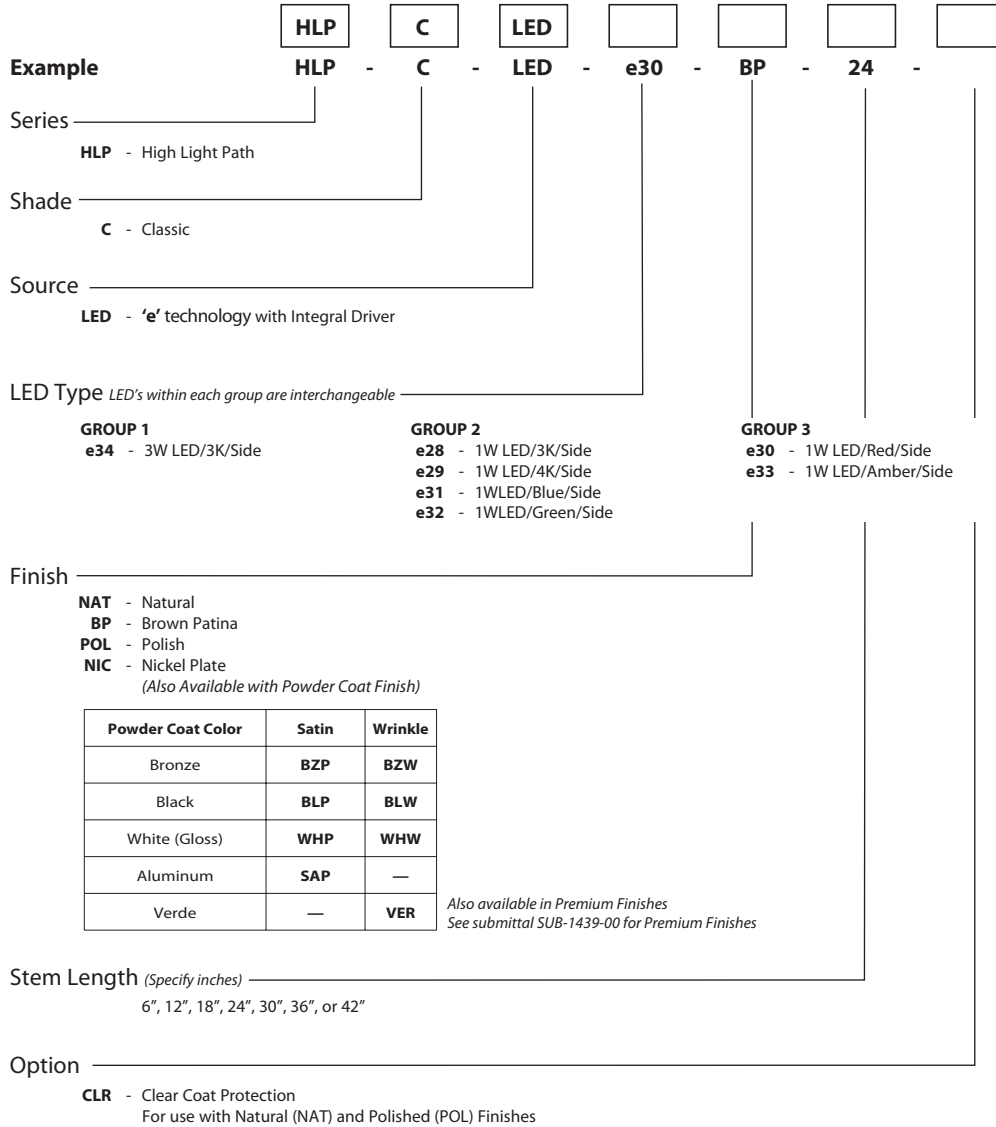 HLP C LED
Example HLP - C - LED - e30 - BP - 24 -
Series
HLP - High Light Path
Shade
C - Classic
Source
LED - 'e' technology with Integral Driver
LED Type LED's within each group are interchangeable
GROUP 1 GROUP 2 GROUP 3
e34 - 3W LED/3K/Side e28 - 1W LED/3K/Side e30 - 1W LED/Red/Side
e29 - 1W LED/4K/Side e33 - 1W LED/Amber/Side
e31 - 1WLED/Blue/Side
e32 - 1WLED/Green/Side
Finish
NAT - Natural
BP - Brown Patina
POL - Polish
NIC - Nickel Plate
(Also Available with Powder Coat Finish)
Powder Coat Color Satin Wrinkle
Bronze BZP BZW
Black BLP BLW
White (Gloss) WHP WHW
Aluminum SAP —
Verde — VER
Also available in Premium Finishes
See submittal SUB-1439-00 for Premium Finishes
Stem Length (Specify inches)
6", 12", 18", 24", 30", 36", or 42"
Option
CLR - Clear Coat Protection
For use with Natural (NAT) and Polished (POL) Finishes